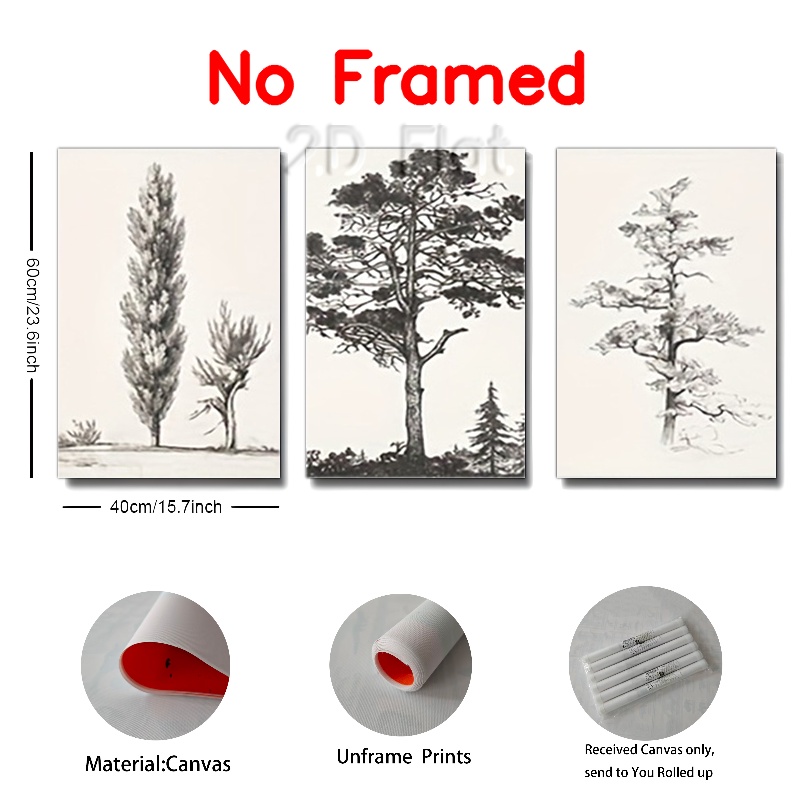 No Framed
2D Flat
60cm/23.6inch
40cm/15.7inch
Material:Canvas
Unframe Prints
Received Canvas only,
send to You Rolled up